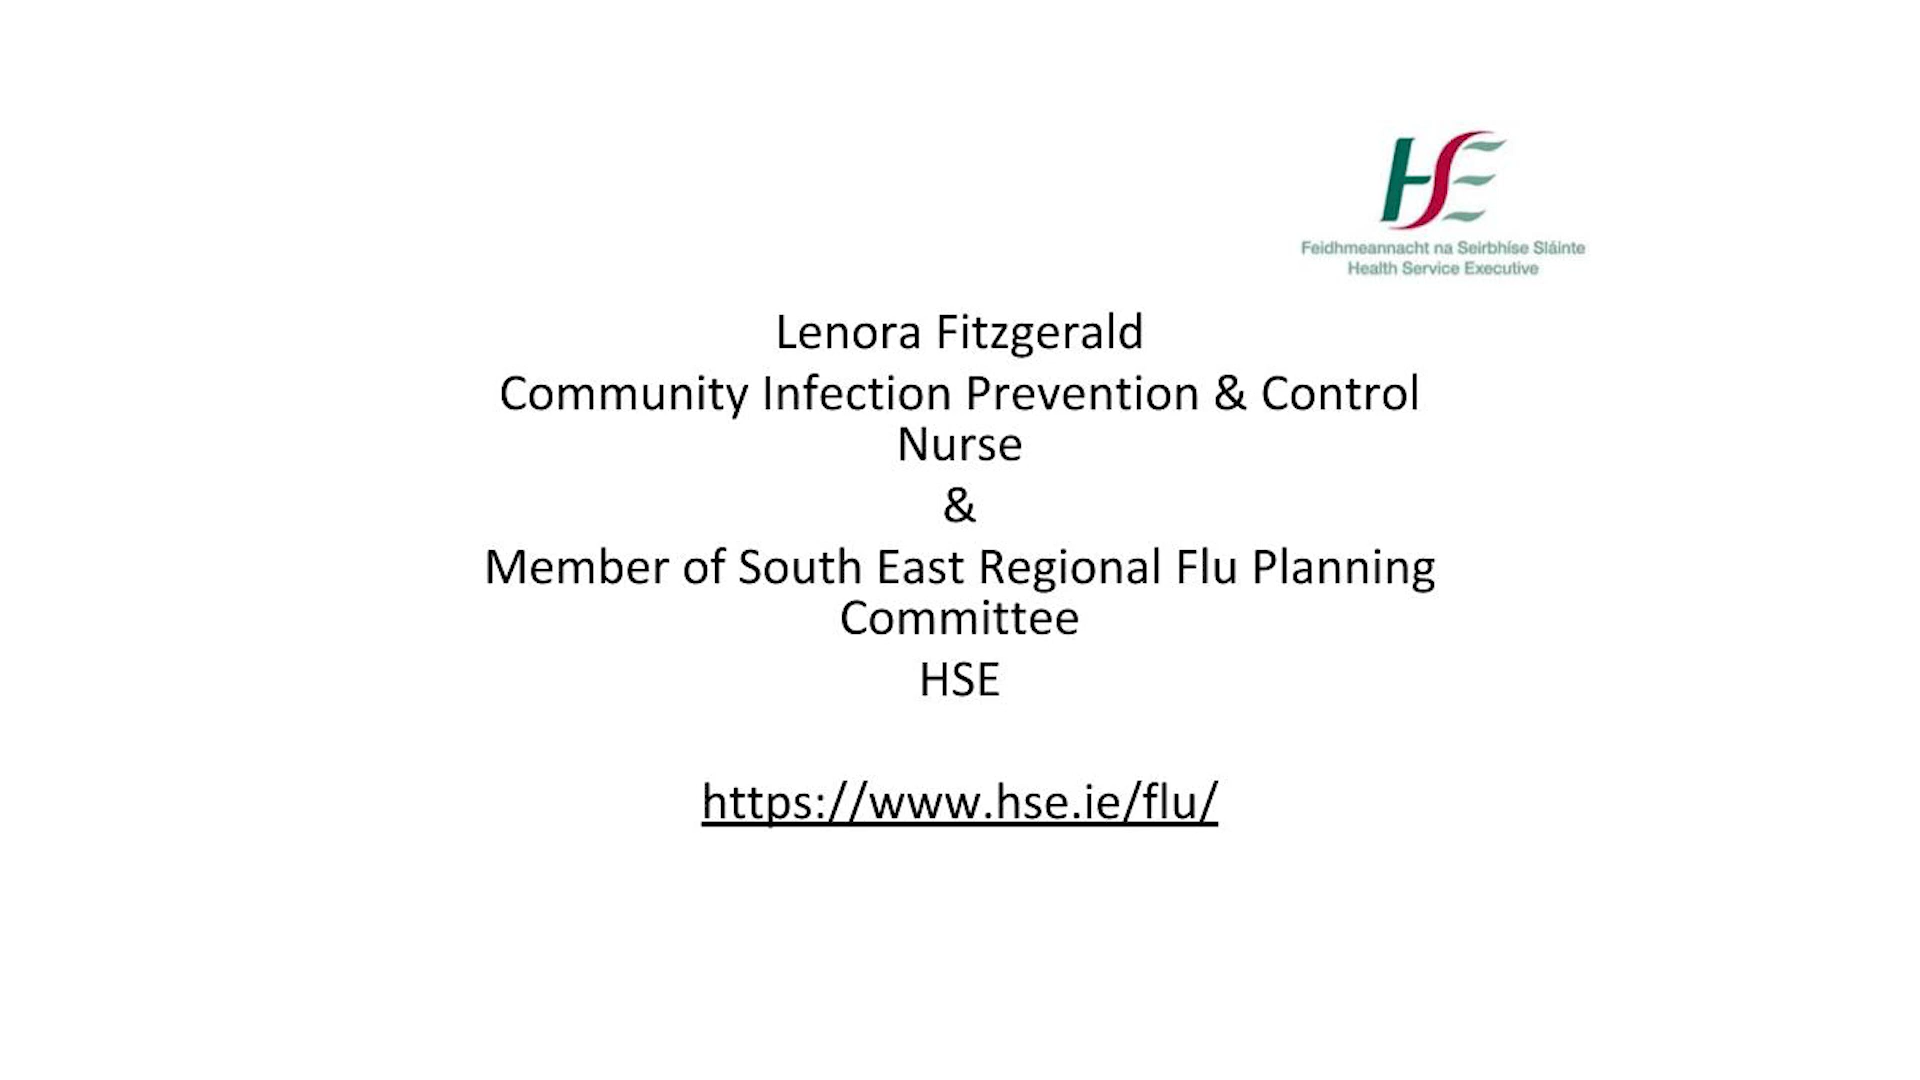 HSE
Feidhmeannacht na Seirbhíse Sláinte
Health Service Executive
Lenora Fitzgerald
Community Infection Prevention & Control
Nurse
&
Member of South East Regional Flu Planning
Committee
HSE
https://www.hse.ie/flu/